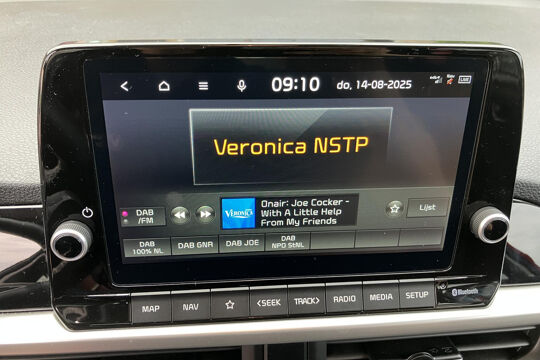 09:10
do, 14-08-2025
LIVE
Veronica NSTP
DAB
/FM
VERONICA
Onair: Joe Cocker -
With A Little Help
From My Friends
Lijst
DAB
100% NL
DAB GNR
DAB JOE
DAB
NPO StNL
MAP
NAV
<SEEK
TRACK>
RADIO
MEDIA
SETUP
Bluetooth